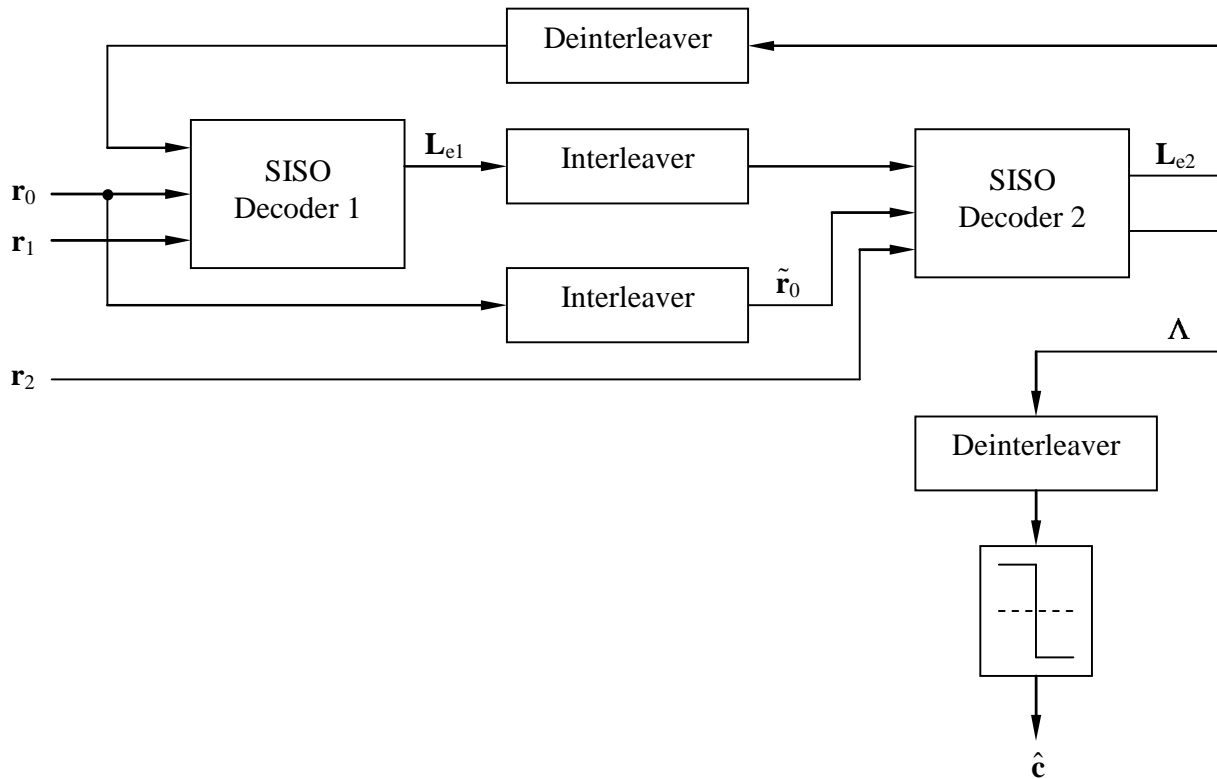 Deinterleaver
L_e1
Interleaver
L_e2
SISO
Decoder 1
SISO
Decoder 2
r_0
r_1
Interleaver
r̃_0
Λ
r_2
Deinterleaver
ĉ